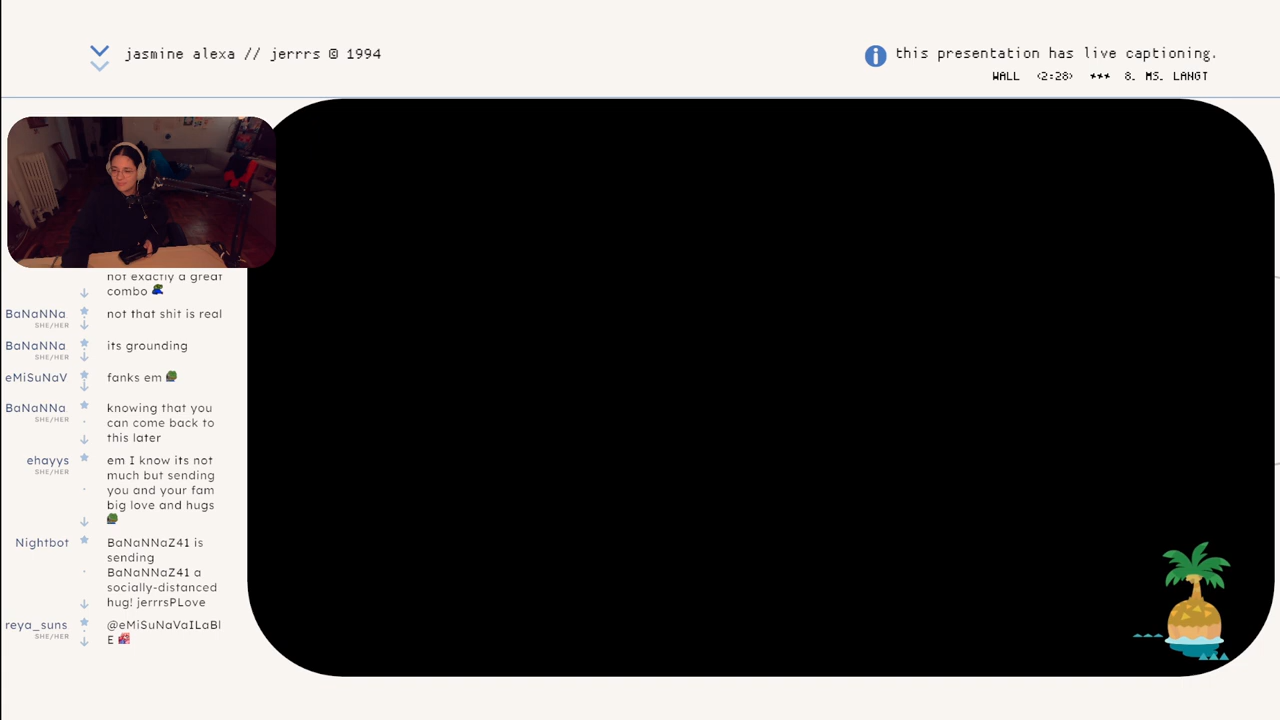 jasmine alexa // jerrrs © 1994
this presentation has live captioning.
WALL <2:28> *** 8. MS. LANGT
not exactly a great
combo
BaNaNNa
SHE/HER
not that shit is real
BaNaNNa
SHE/HER
its grounding
eMiSuNaV
fanks em
BaNaNNa
SHE/HER
knowing that you
can come back to
this later
ehayys
SHE/HER
em I know its not
much but sending
you and your fam
big love and hugs
Nightbot
BaNaNNaZ41 is
sending
BaNaNNaZ41 a
socially-distanced
hug! jerrrsPLove
reya_suns
SHE/HER
@eMiSuNaVaILaBl
E